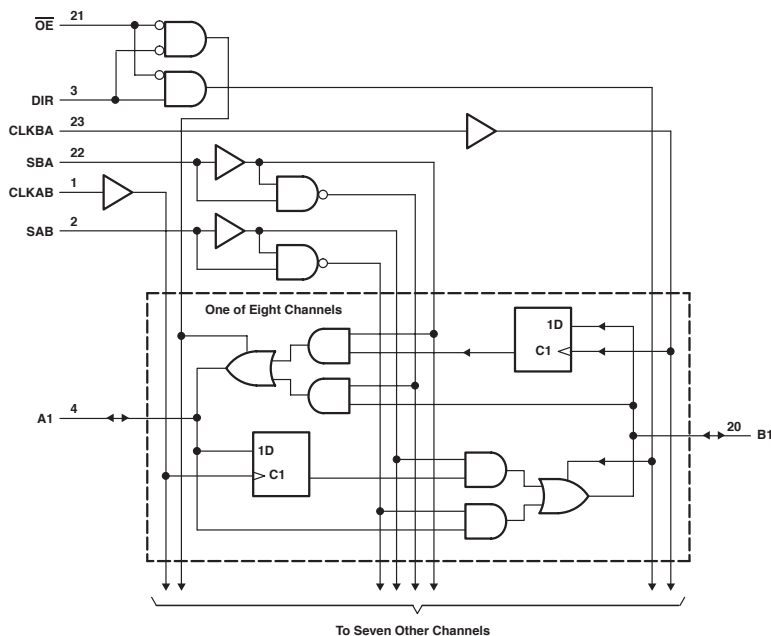 OE 21
DIR 3
CLKBA 23
SBA 22
CLKAB 1
SAB 2
One of Eight Channels
1D
C1
A1 4
20 B1
1D
C1
To Seven Other Channels